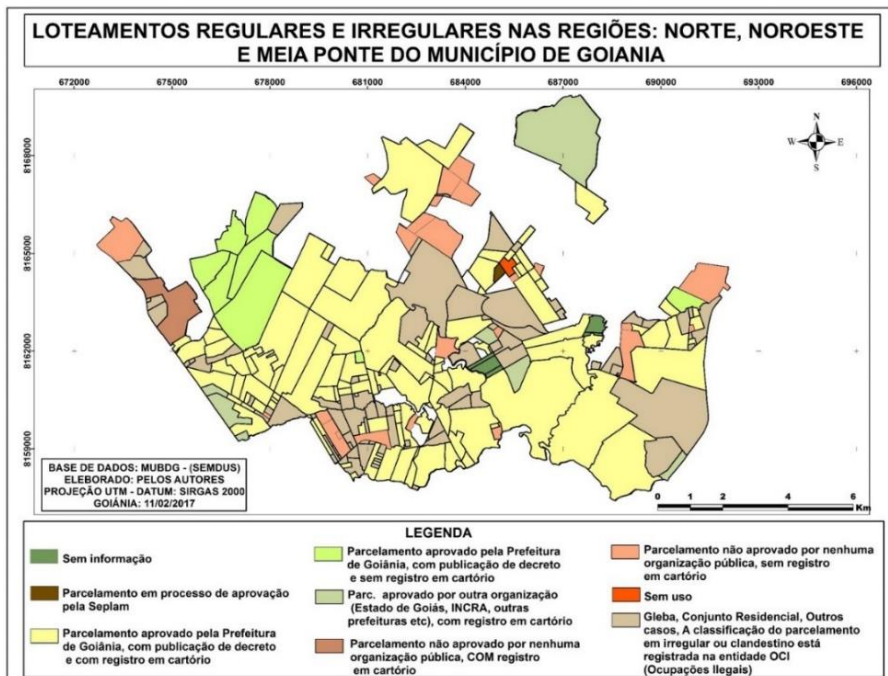 LOTEAMENTOS REGULARES E IRREGULARES NAS REGIÕES: NORTE, NOROESTE
E MEIA PONTE DO MUNICÍPIO DE GOIANIA
672000 675000 678000 681000 684000 687000 690000 693000 696000
8168000
8165000
8162000
8159000
N
W E
S
BASE DE DADOS: MUBDG - (SEMDUS)
ELEBORADO: PELOS AUTORES
PROJEÇÃO UTM - DATUM: SIRGAS 2000
GOIÂNIA: 11/02/2017
0 1 2 4 6
Km
LEGENDA
Sem informação
Parcelamento em processo de aprovação
pela Seplam
Parcelamento aprovado pela Prefeitura
de Goiânia, com publicação de decreto
e com registro em cartório
Parcelamento aprovado pela Prefeitura
de Goiânia, com publicação de decreto
e sem registro em cartório
Parc. aprovado por outra organização
(Estado de Goiás, INCRA, outras
prefeituras etc), com registro em cartório
Parcelamento não aprovado por nenhuma
organização pública, COM registro
em cartório
Parcelamento não aprovado por nenhuma
organização pública, sem registro
em cartório
Sem uso
Gleba, Conjunto Residencial, Outros
casos, A classificação do parcelamento
em irregular ou clandestino está
registrada na entidade OCI
(Ocupações Ilegais)